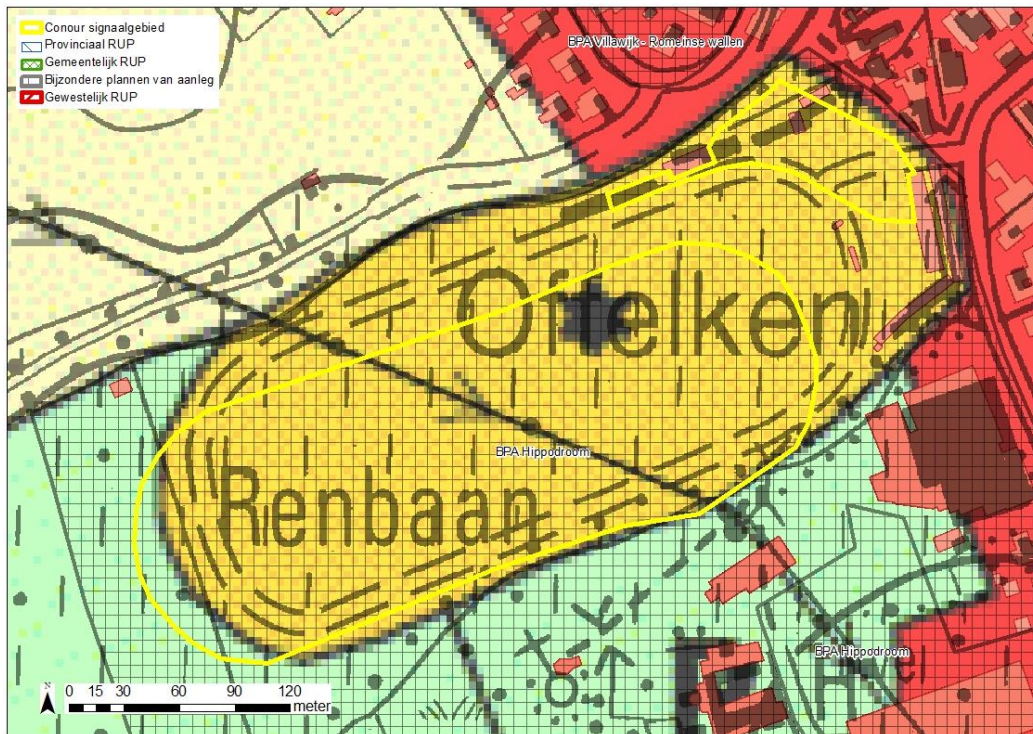 Conour signaalgebied
Provinciaal RUP
Gemeentelijk RUP
Bijzondere plannen van aanleg
Gewestelijk RUP
BPA Villawijk - Romeinse wallen
Renbaan
BPA Hippodroom
BPA Hippodroom
N
0 15 30 60 90 120
meter